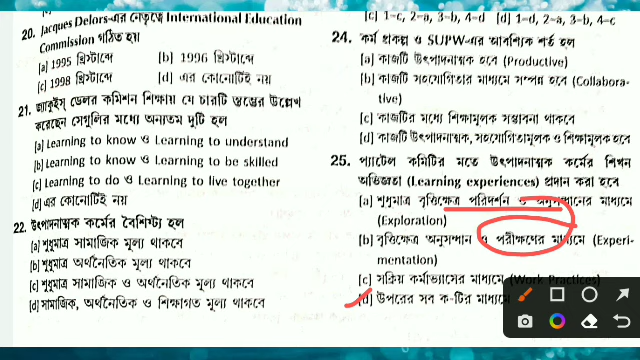 20. Jacques Delors-এর নেতৃত্বে International Education
Commission গঠিত হয়
[a] 1995 খ্রিস্টাব্দে [b] 1996 খ্রিস্টাব্দে
[c] 1998 খ্রিস্টাব্দে [d] এর কোনোটিই নয়
21. জ্যাকুইস্ ডেলর কমিশন শিক্ষায় যে চারটি স্তম্ভের উল্লেখ
করেছেন সেগুলির মধ্যে অন্যতম দুটি হল
[a] Learning to know ও Learning to understand
[b] Learning to know ও Learning to be skilled
[c] Learning to do ও Learning to live together
[d] এর কোনোটিই নয়
22. উৎপাদনাত্মক কর্মের বৈশিষ্ট্য হল
[a] শুধুমাত্র সামাজিক মূল্য থাকবে
[b] শুধুমাত্র অর্থনৈতিক মূল্য থাকবে
[c] শুধুমাত্র সামাজিক ও অর্থনৈতিক মূল্য থাকবে
[d] সামাজিক, অর্থনৈতিক ও শিক্ষাগত মূল্য থাকবে
[c] 1–c, 2–a, 3–b, 4–d [d] 1–d, 2–a, 3–b, 4–c
24. কর্ম প্রকল্প ও SUPW-এর আবশ্যিক শর্ত হল
[a] কাজটি উৎপাদনাত্মক হবে (Productive)
[b] কাজটি সহযোগিতার মাধ্যমে সম্পন্ন হবে (Collabora-
tive)
[c] কাজটির মধ্যে শিক্ষামূলক সম্ভাবনা থাকবে
[d] কাজটি উৎপাদনাত্মক, সহযোগিতামূলক ও শিক্ষামূলক হবে
25. প্যাটেল কমিটির মতে উৎপাদনাত্মক কর্মের শিখন
অভিজ্ঞতা (Learning experiences) প্রদান করা হবে
[a] শুধুমাত্র বৃত্তিক্ষেত্র পরিদর্শন ও অনুসন্ধানের মাধ্যমে
(Exploration)
[b] বৃত্তিক্ষেত্র অনুসন্ধান ও পরীক্ষণের মাধ্যমে (Experi-
mentation)
[c] সক্রিয় কর্মাভ্যাসের মাধ্যমে (Work Practices)
[d] উপরের সব ক-টির মাধ্যমে